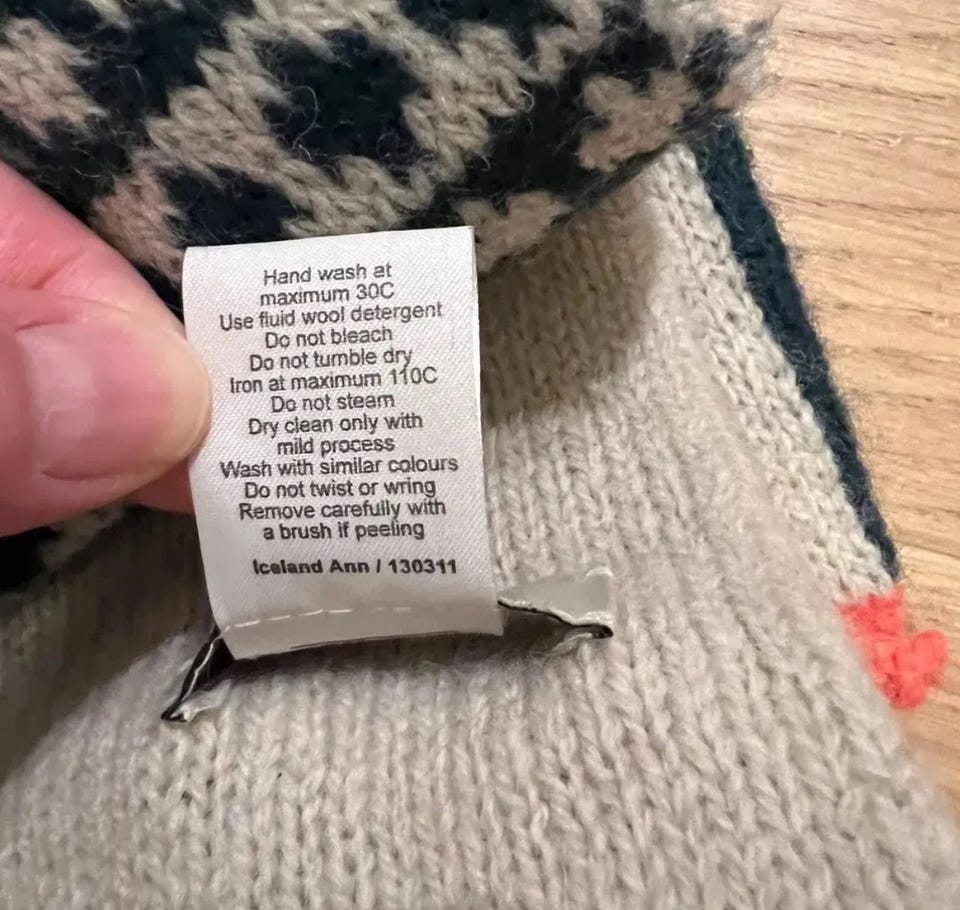 Hand wash at
maximum 30C
Use fluid wool detergent
Do not bleach
Do not tumble dry
Iron at maximum 110C
Do not steam
Dry clean only with
mild process
Wash with similar colours
Do not twist or wring
Remove carefully with
a brush if peeling
Iceland Ann / 130311